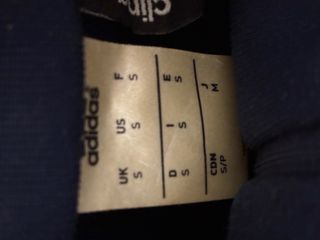 Clim
adidas
UK US F
S S S
D I E
S S S
CDN J
S/P M